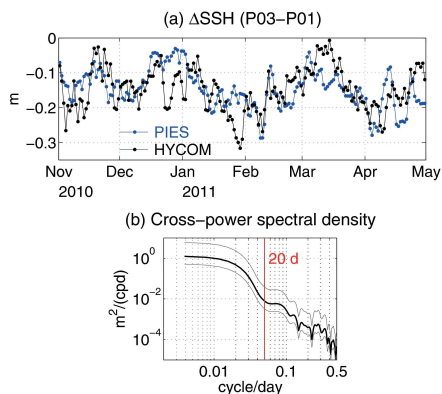 (a) ΔSSH (P03−P01)
0
−0.1
−0.2
−0.3
m
PIES
HYCOM
Nov Dec Jan Feb Mar Apr May
2010 2011
(b) Cross−power spectral density
20 d
10^0
10^−2
10^−4
m^2/(cpd)
0.01 0.1 0.5
cycle/day